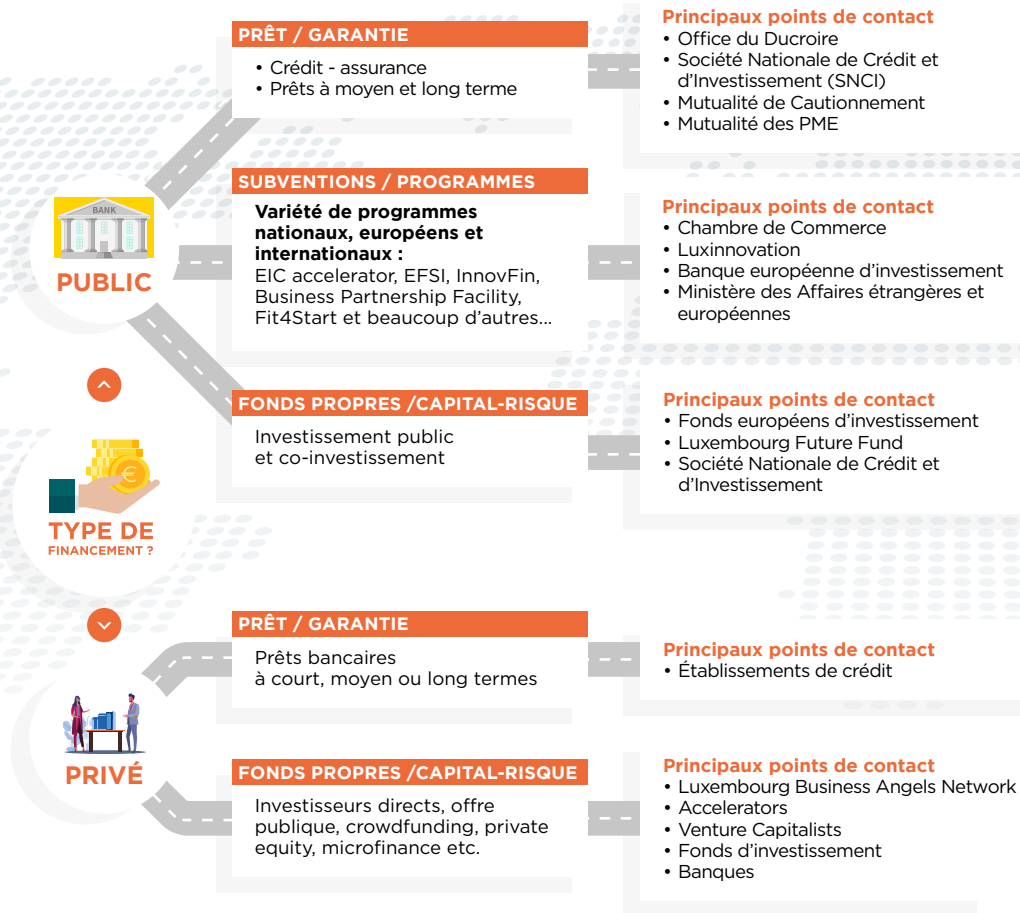 PRÊT / GARANTIE
• Crédit - assurance
• Prêts à moyen et long terme
Principaux points de contact
• Office du Ducroire
• Société Nationale de Crédit et
d'Investissement (SNCI)
• Mutualité de Cautionnement
• Mutualité des PME
BANK
PUBLIC
SUBVENTIONS / PROGRAMMES
Variété de programmes
nationaux, européens et
internationaux :
EIC accelerator, EFSI, InnovFin,
Business Partnership Facility,
Fit4Start et beaucoup d'autres...
Principaux points de contact
• Chambre de Commerce
• Luxinnovation
• Banque européenne d'investissement
• Ministère des Affaires étrangères et
européennes
FONDS PROPRES /CAPITAL-RISQUE
Investissement public
et co-investissement
Principaux points de contact
• Fonds européens d'investissement
• Luxembourg Future Fund
• Société Nationale de Crédit et
d'Investissement
€
TYPE DE
FINANCEMENT ?
PRÊT / GARANTIE
Prêts bancaires
à court, moyen ou long termes
Principaux points de contact
• Établissements de crédit
PRIVÉ
FONDS PROPRES /CAPITAL-RISQUE
Investisseurs directs, offre
publique, crowdfunding, private
equity, microfinance etc.
Principaux points de contact
• Luxembourg Business Angels Network
• Accelerators
• Venture Capitalists
• Fonds d'investissement
• Banques